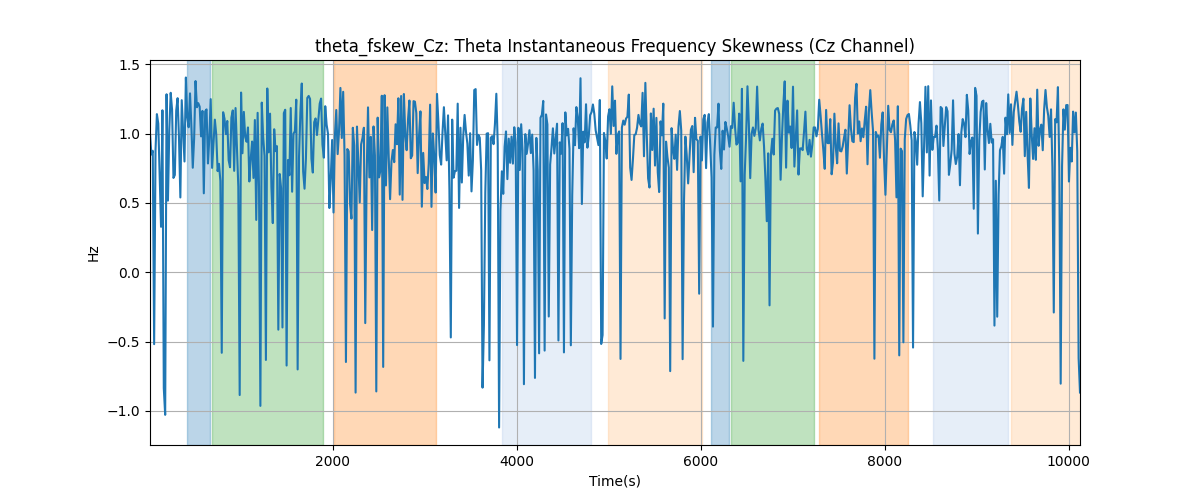 theta_fskew_Cz: Theta Instantaneous Frequency Skewness (Cz Channel)
1.5
1.0
0.5
0.0
−0.5
−1.0
Hz
2000 4000 6000 8000 10000
Time(s)